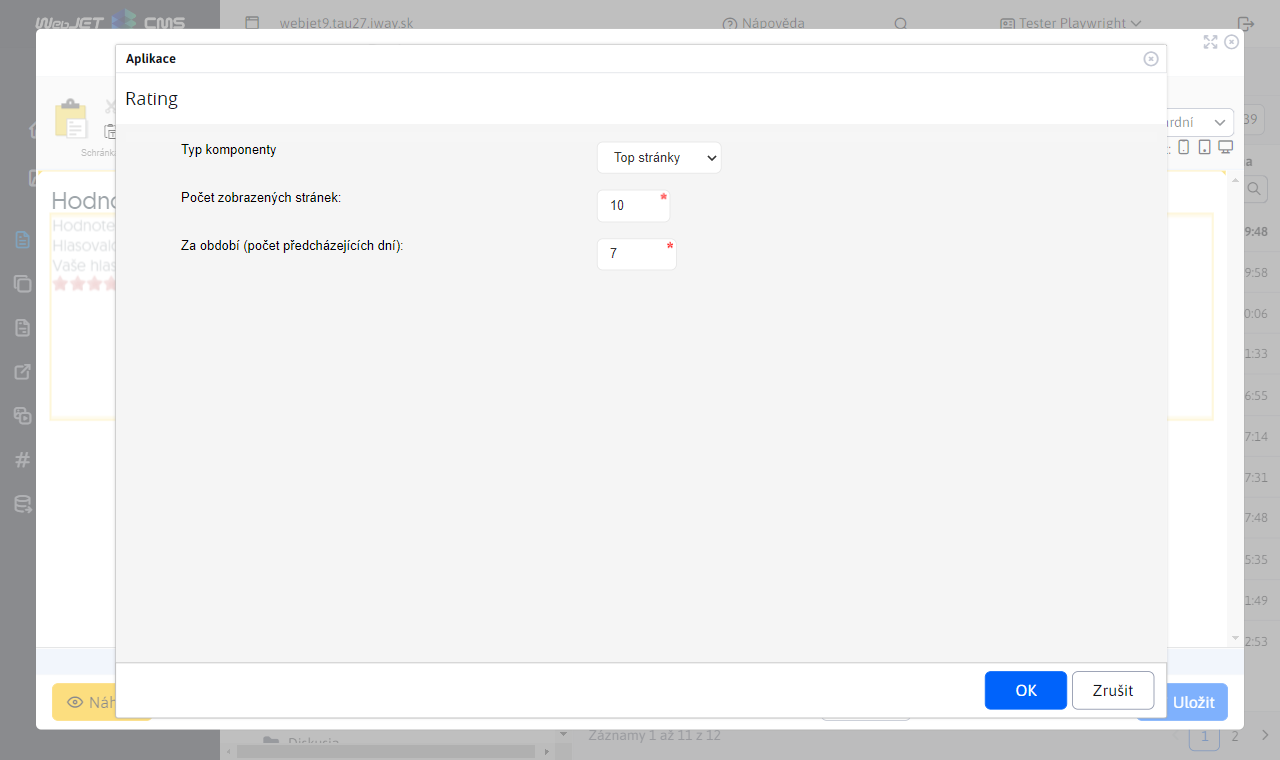 WebJET CMS
webjet9.tau27.iway.sk
Nápověda
Tester Playwright
Aplikace
Rating
Typ komponenty
Top stránky
Počet zobrazených stránek:
10
*
Za období (počet předcházejících dní):
7
*
OK
Zrušit
Schránka
rdní
39
Hodno
Hodnote
Hlasovalo
Vaše hlas
9:48
9:58
0:06
1:33
6:55
7:14
7:31
7:48
5:35
1:49
2:53
Náh
Uložit
Diskusia
Záznamy 1 až 11 z 12
1
2